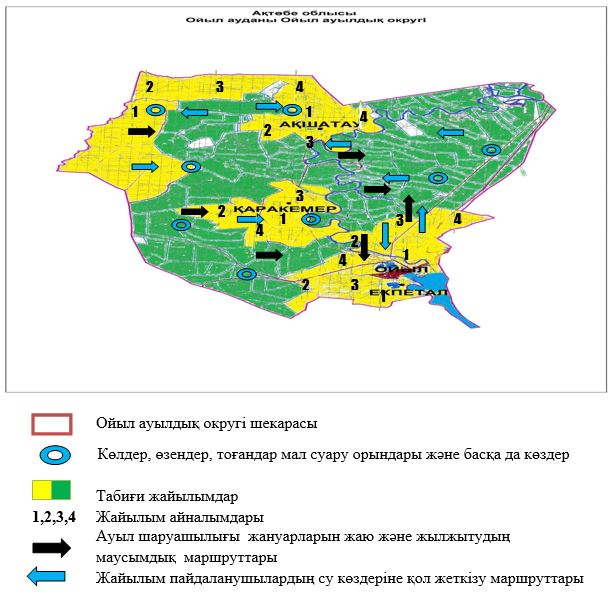 Ақтөбе облысы
Ойыл ауданы Ойыл ауылдық округі
2 3 4
1 1 4
АҚШАТАУ
2
3
3
ҚАРАКЕМЕР
2 1 3 4
4
2 1
4
ОЙЫЛ
2 3
ЕКПЕТАЛ
1
Ойыл ауылдық округі шекарасы
Көлдер, өзендер, тоғандар мал суару орындары және басқа да көздер
Табиғи жайылымдар
1,2,3,4 Жайылым айналымдары
Ауыл шаруашылығы жануарларын жаю және жылжытудың
маусымдық маршруттары
Жайылым пайдаланушылардың су көздеріне қол жеткізу маршруттары